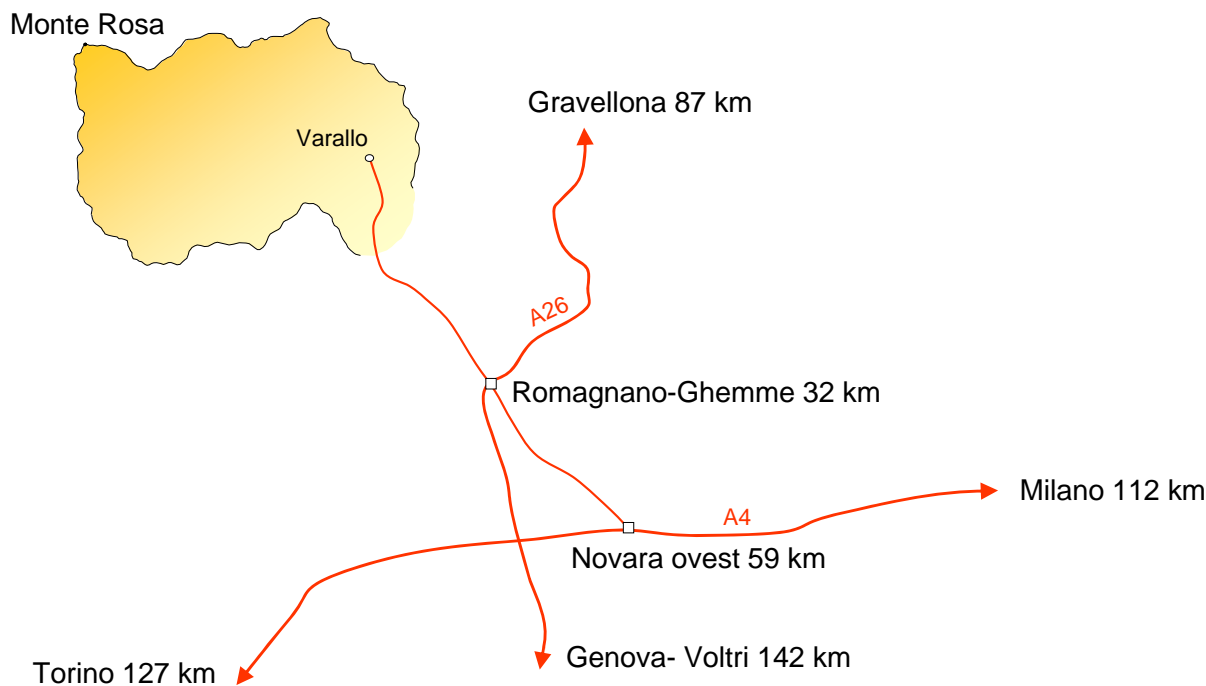 Monte Rosa
Gravellona 87 km
Varallo
A26
Romagnano-Ghemme 32 km
Milano 112 km
A4
Novara ovest 59 km
Genova- Voltri 142 km
Torino 127 km